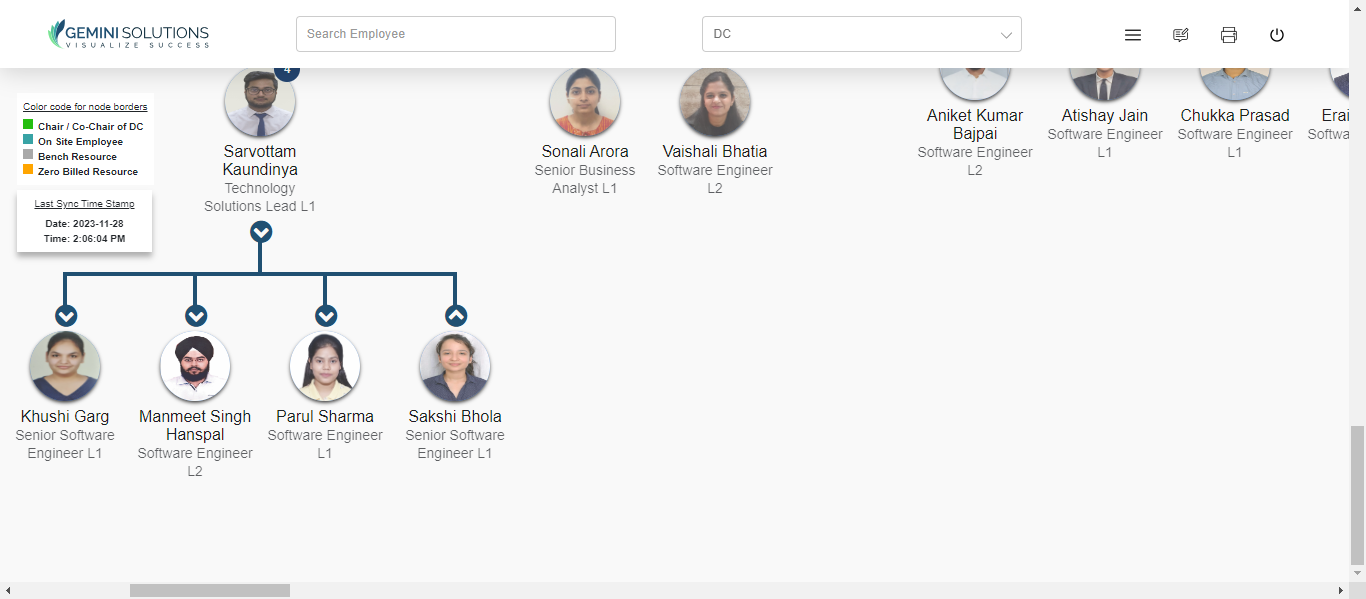 GEMINI SOLUTIONS
VISUALIZE SUCCESS
Search Employee
DC
4
Color code for node borders
Chair / Co-Chair of DC
On Site Employee
Bench Resource
Zero Billed Resource
Last Sync Time Stamp
Date: 2023-11-28
Time: 2:06:04 PM
Sarvottam
Kaundinya
Technology
Solutions Lead L1
Sonali Arora
Senior Business
Analyst L1
Vaishali Bhatia
Software Engineer
L2
Aniket Kumar
Bajpai
Software Engineer
L2
Atishay Jain
Software Engineer
L1
Chukka Prasad
Software Engineer
L1
Khushi Garg
Senior Software
Engineer L1
Manmeet Singh
Hanspal
Software Engineer
L2
Parul Sharma
Software Engineer
L1
Sakshi Bhola
Senior Software
Engineer L1